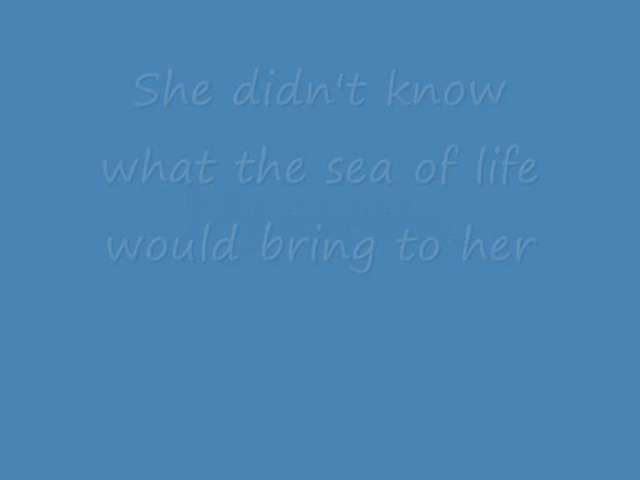 She didn't know
what the sea of life
would bring to her